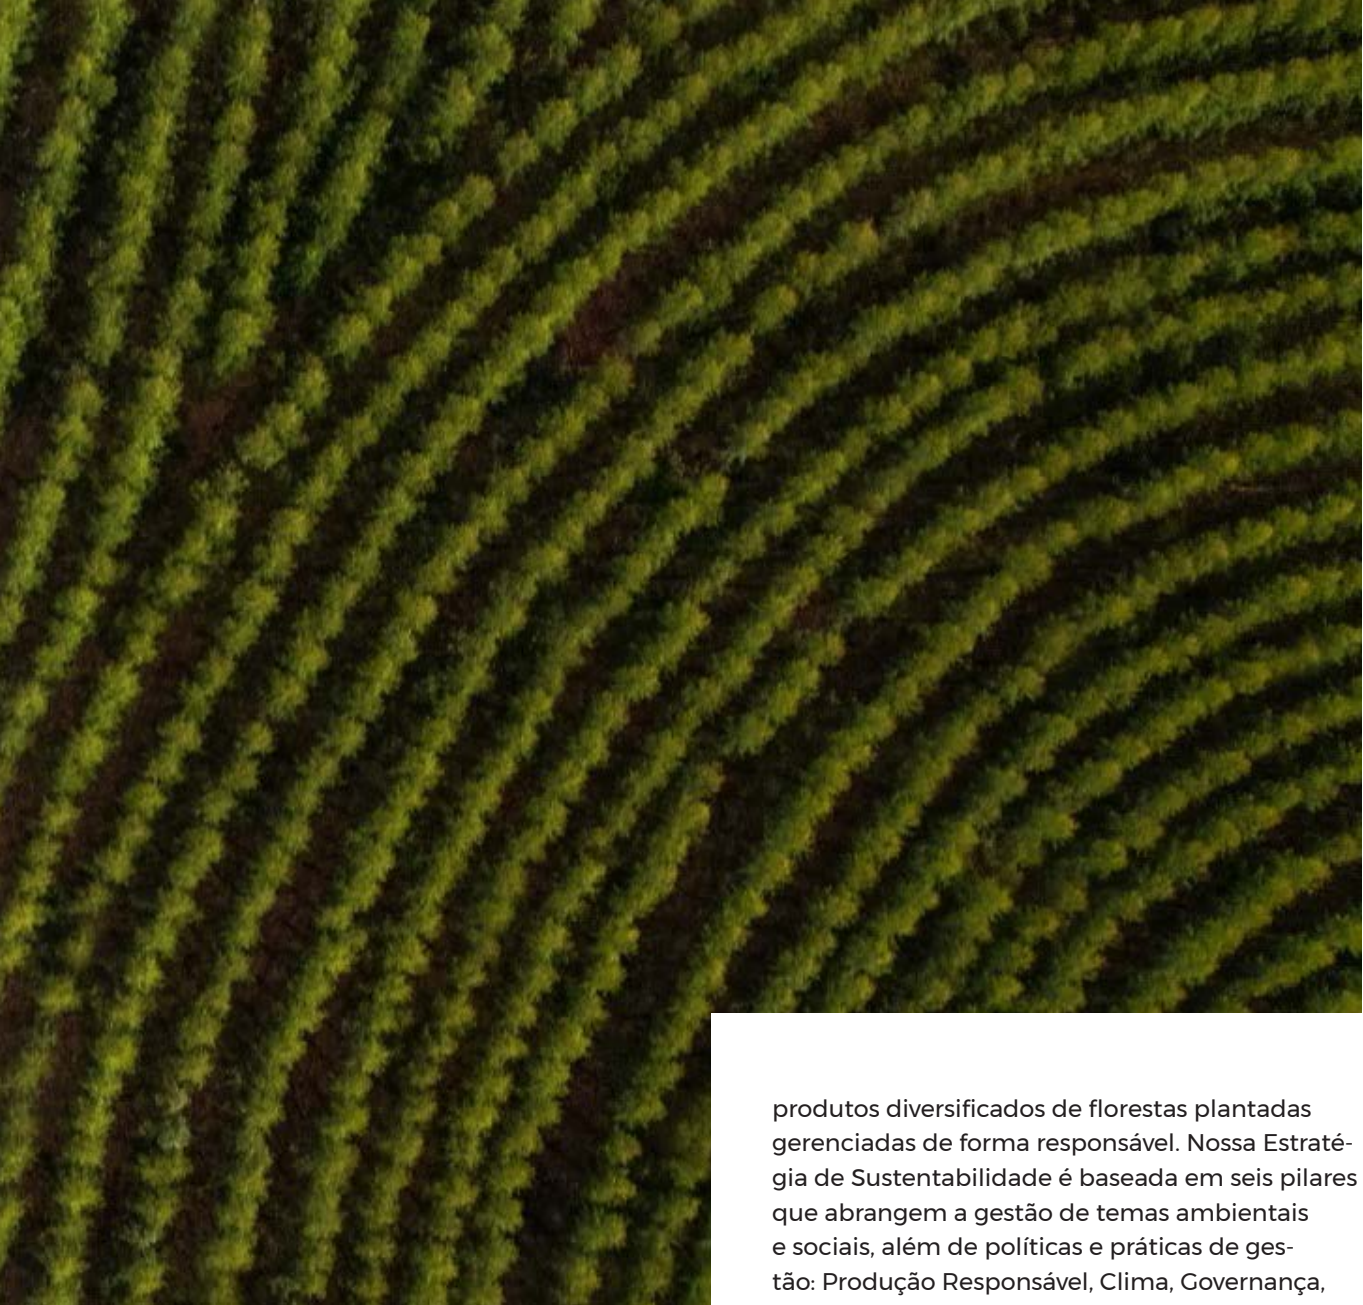 produtos diversificados de florestas plantadas
gerenciadas de forma responsável. Nossa Estraté-
gia de Sustentabilidade é baseada em seis pilares
que abrangem a gestão de temas ambientais
e sociais, além de políticas e práticas de ges-
tão: Produção Responsável, Clima, Governança,